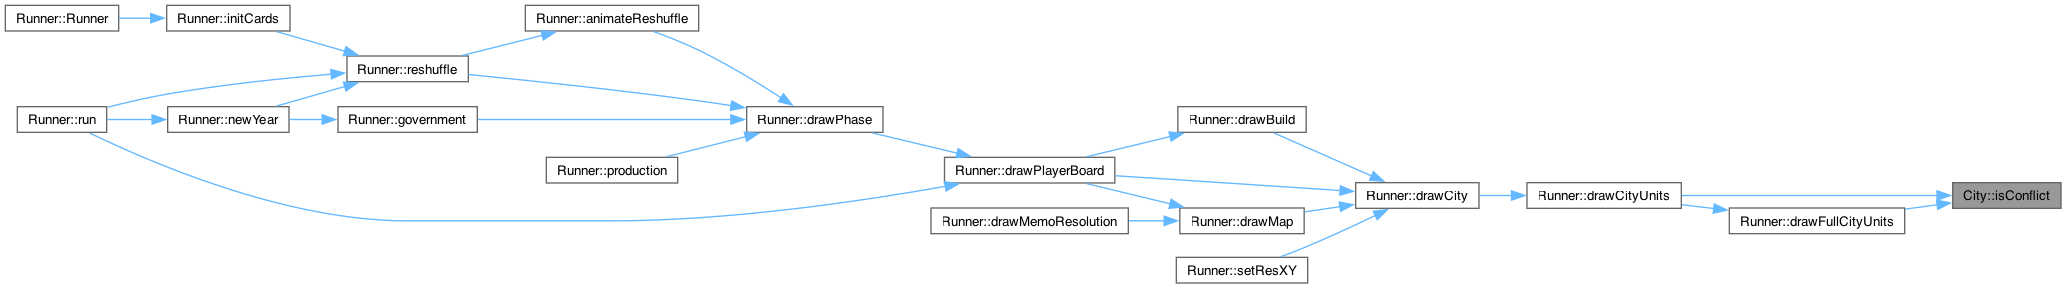 Runner::Runner
Runner::initCards
Runner::animateReshuffle
Runner::reshuffle
Runner::run
Runner::newYear
Runner::government
Runner::drawPhase
Runner::drawBuild
Runner::production
Runner::drawPlayerBoard
Runner::drawCity
Runner::drawCityUnits
City::isConflict
Runner::drawMemoResolution
Runner::drawMap
Runner::drawFullCityUnits
Runner::setResXY